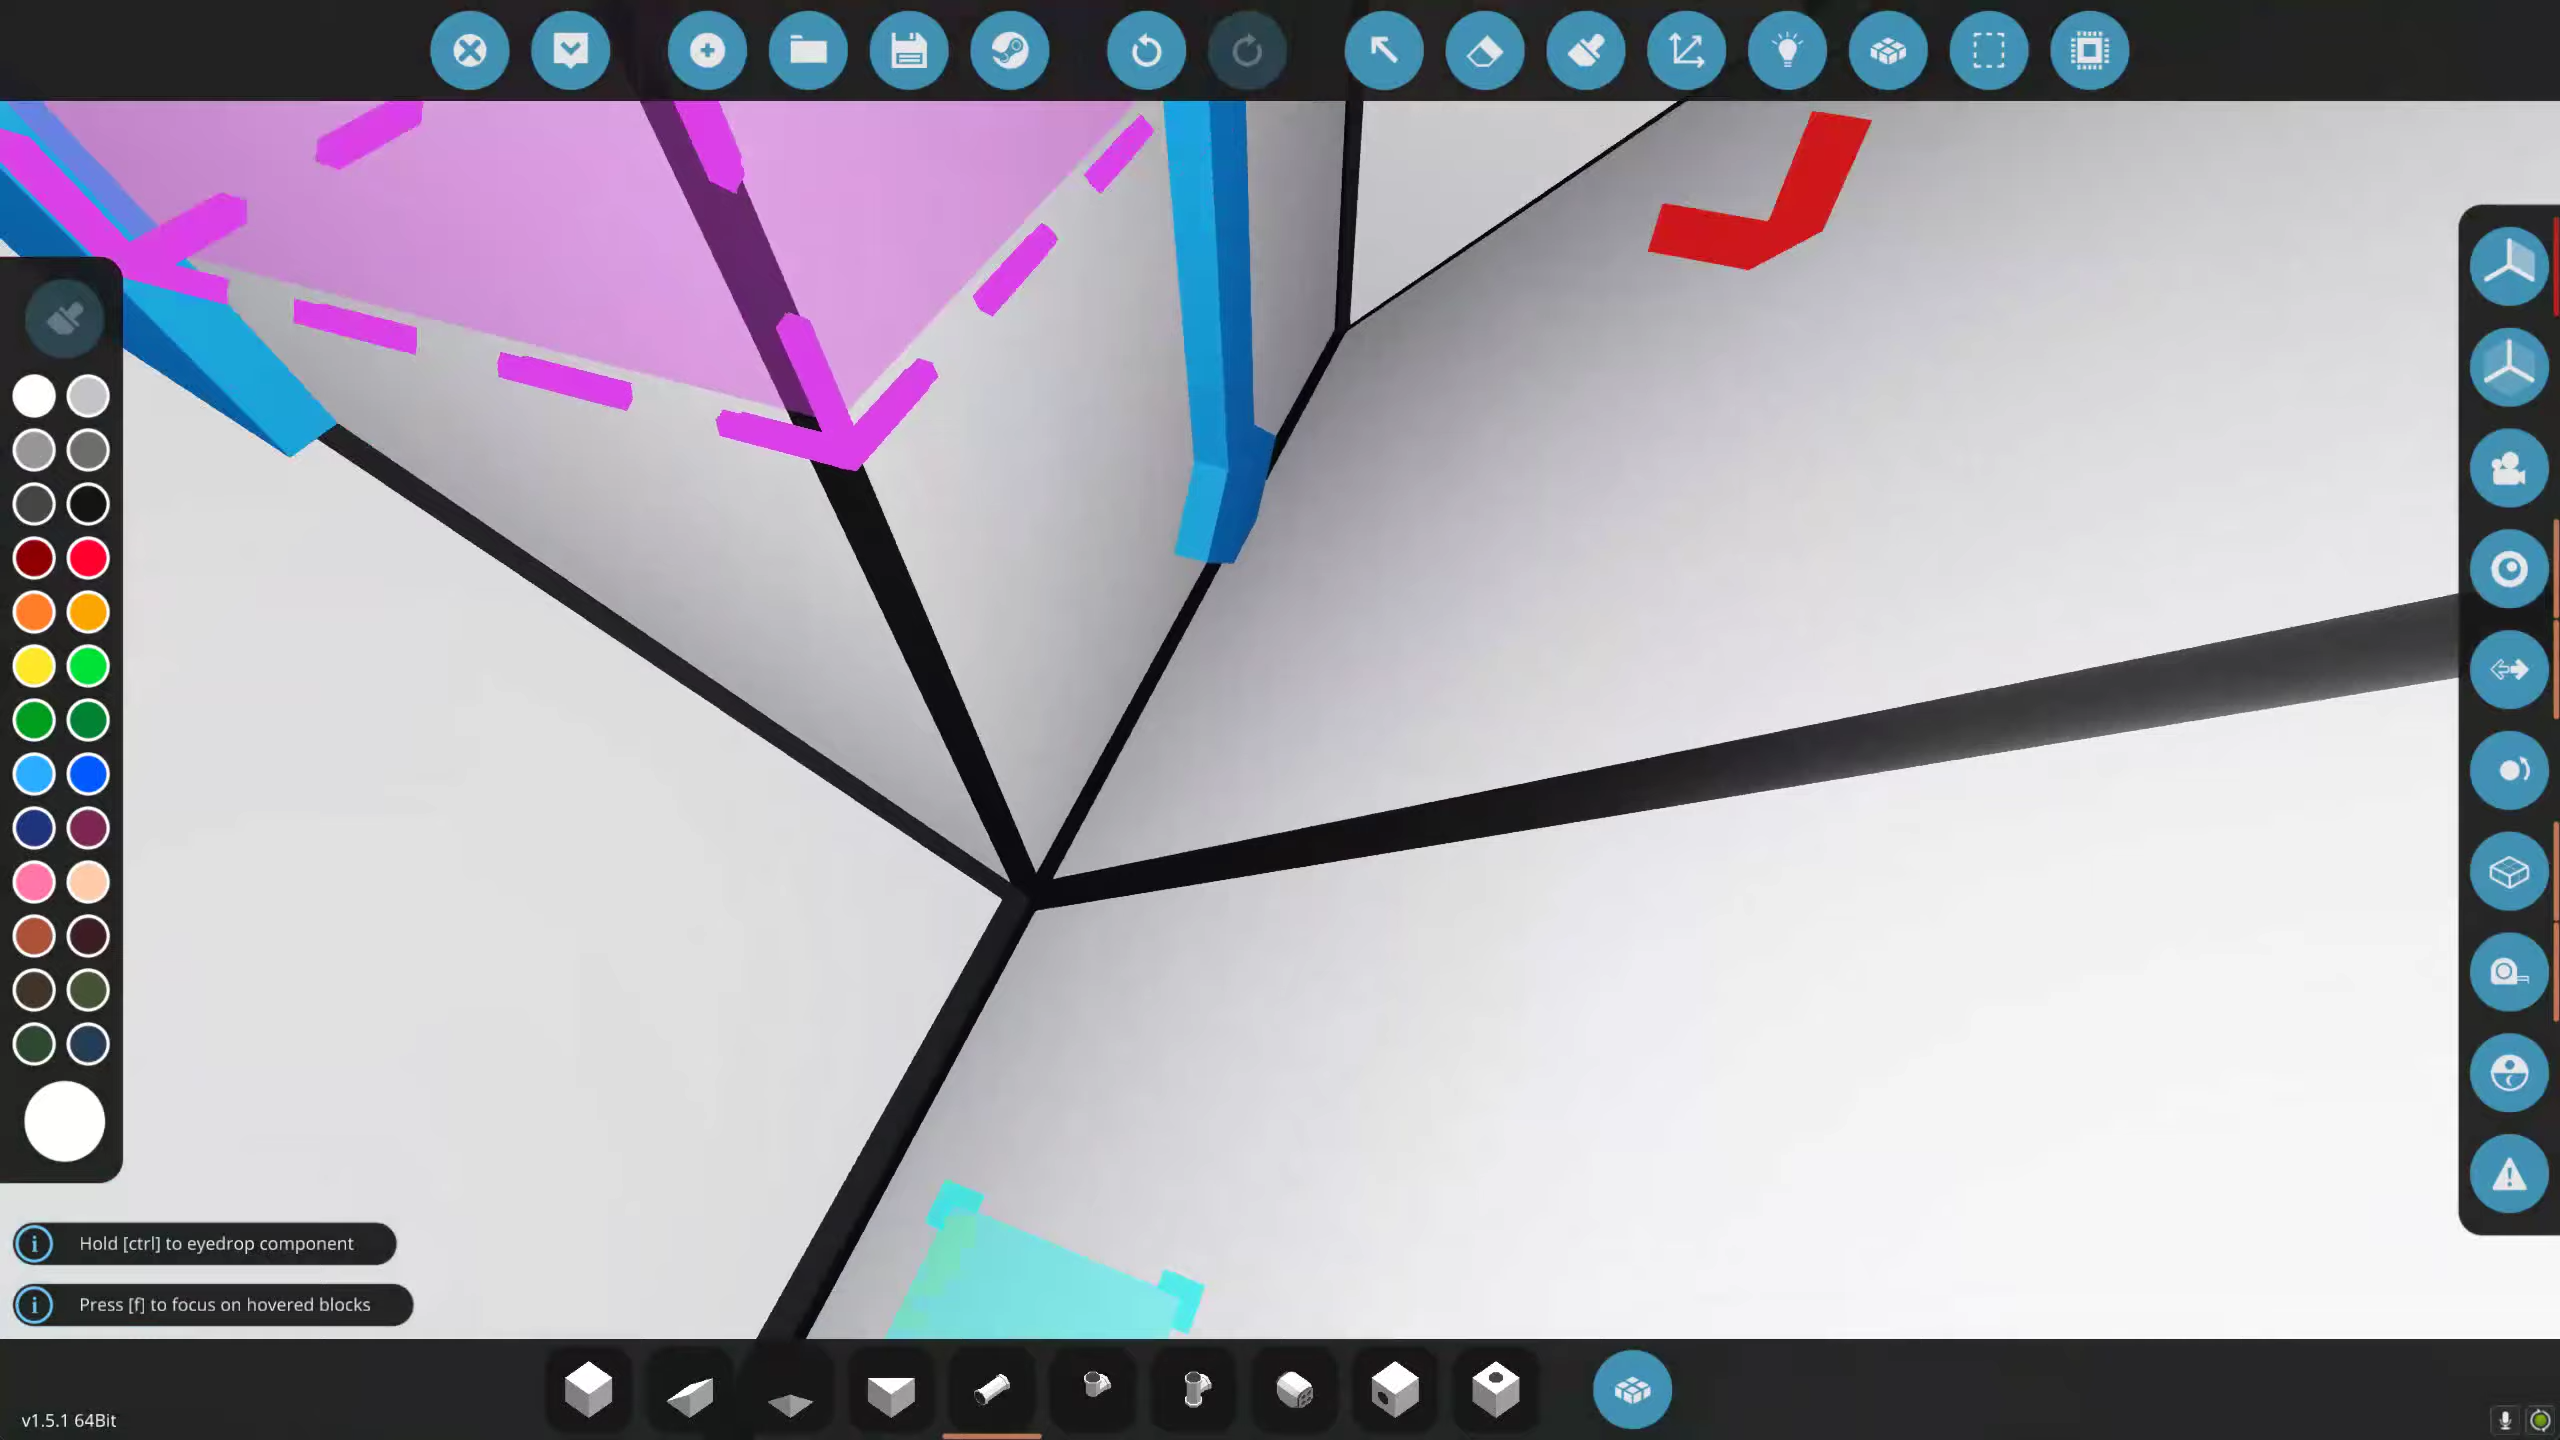 Hold [ctrl] to eyedrop component
Press [f] to focus on hovered blocks
v1.5.1 64Bit